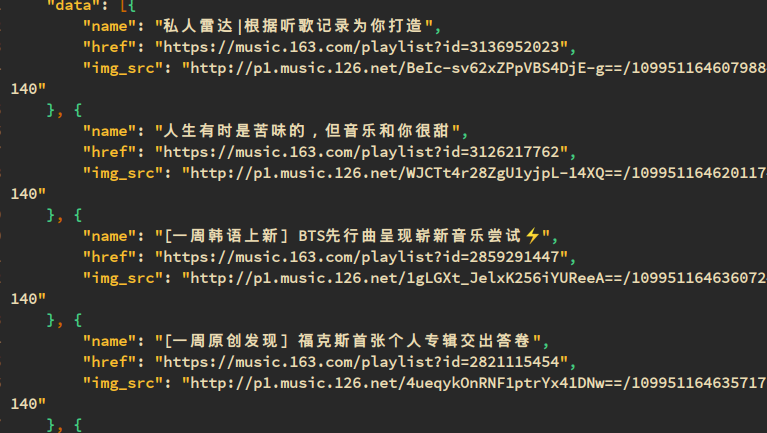 "data": [{
"name": "私人雷达|根据听歌记录为你打造",
"href": "https://music.163.com/playlist?id=3136952023",
"img_src": "http://p1.music.126.net/BeIc-sv62xZPpVBS4DjE-g==/109951164607988
140"
}, {
"name": "人生有时是苦味的，但音乐和你很甜",
"href": "https://music.163.com/playlist?id=3126217762",
"img_src": "http://p1.music.126.net/WJCTt4r28ZgU1yjpL-14XQ==/109951164620117
140"
}, {
"name": "[一周韩语上新] BTS先行曲呈现崭新音乐尝试⚡",
"href": "https://music.163.com/playlist?id=2859291447",
"img_src": "http://p1.music.126.net/1gLGXt_JelxK256iYUReeA==/109951164636072
140"
}, {
"name": "[一周原创发现] 福克斯首张个人专辑交出答卷",
"href": "https://music.163.com/playlist?id=2821115454",
"img_src": "http://p1.music.126.net/4ueqykOnRNF1ptrYx41DNw==/109951164635717
140"
}, {